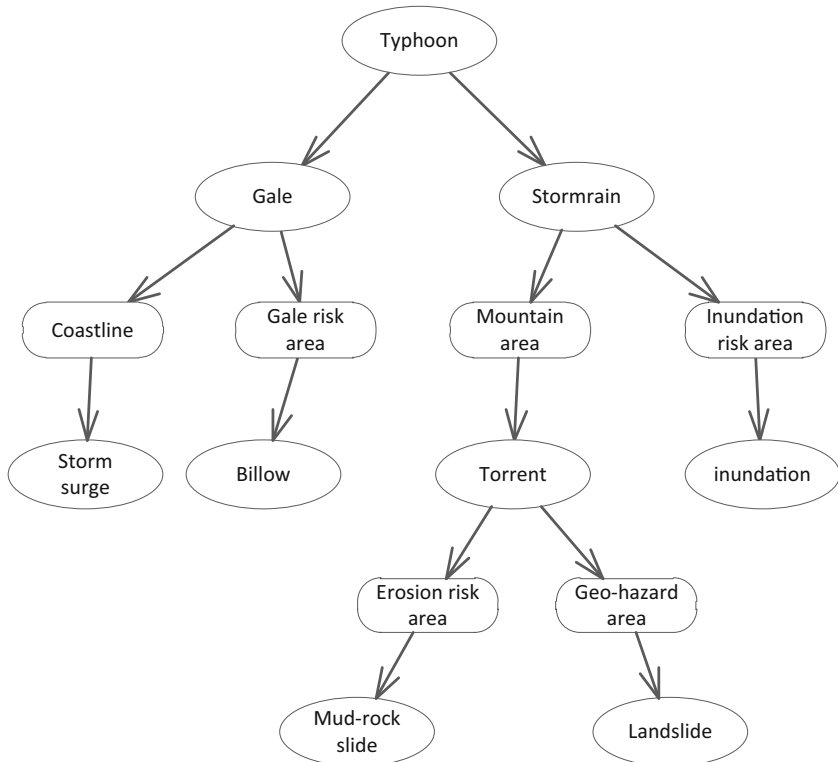 Typhoon
Gale
Stormrain
Coastline
Gale risk
area
Mountain
area
Inundation
risk area
Storm
surge
Billow
Torrent
inundation
Erosion risk
area
Geo-hazard
area
Mud-rock
slide
Landslide